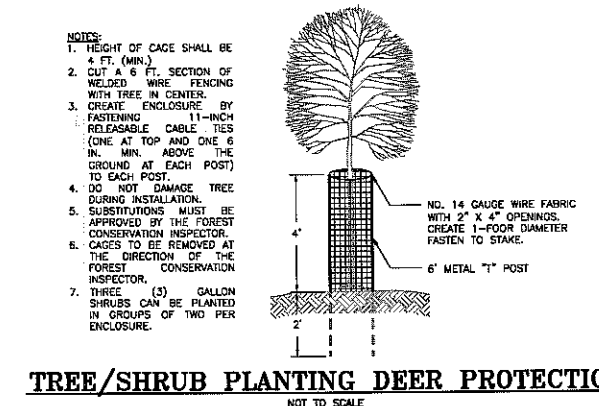 NOTES:
1. HEIGHT OF CAGE SHALL BE
4 FT. (MIN.)
2. CUT A 6 FT. SECTION OF
WELDED WIRE FENCING
WITH TREE IN CENTER.
3. CREATE ENCLOSURE BY
FASTENING 11-INCH
RELEASABLE CABLE TIES
(ONE AT TOP AND ONE 6
IN. MIN. ABOVE THE
GROUND AT EACH POST)
TO EACH POST.
4. DO NOT DAMAGE TREE
DURING INSTALLATION.
5. SUBSTITUTIONS MUST BE
APPROVED BY THE FOREST
CONSERVATION INSPECTOR.
6. CAGES TO BE REMOVED AT
THE DIRECTION OF THE
FOREST CONSERVATION
INSPECTOR.
7. THREE (3) GALLON
SHRUBS CAN BE PLANTED
IN GROUPS OF TWO PER
ENCLOSURE.
4'
2'
NO. 14 GAUGE WIRE FABRIC
WITH 2" X 4" OPENINGS.
CREATE 1-FOOR DIAMETER
FASTEN TO STAKE.
6' METAL "T" POST
TREE/SHRUB PLANTING DEER PROTECTIO
NOT TO SCALE